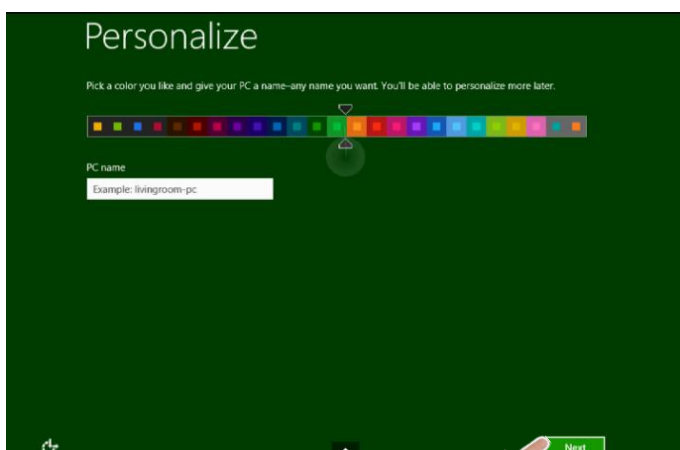 Personalize
Pick a color you like and give your PC a name–any name you want. You'll be able to personalize more later.
PC name
Example: livingroom-pc
Next